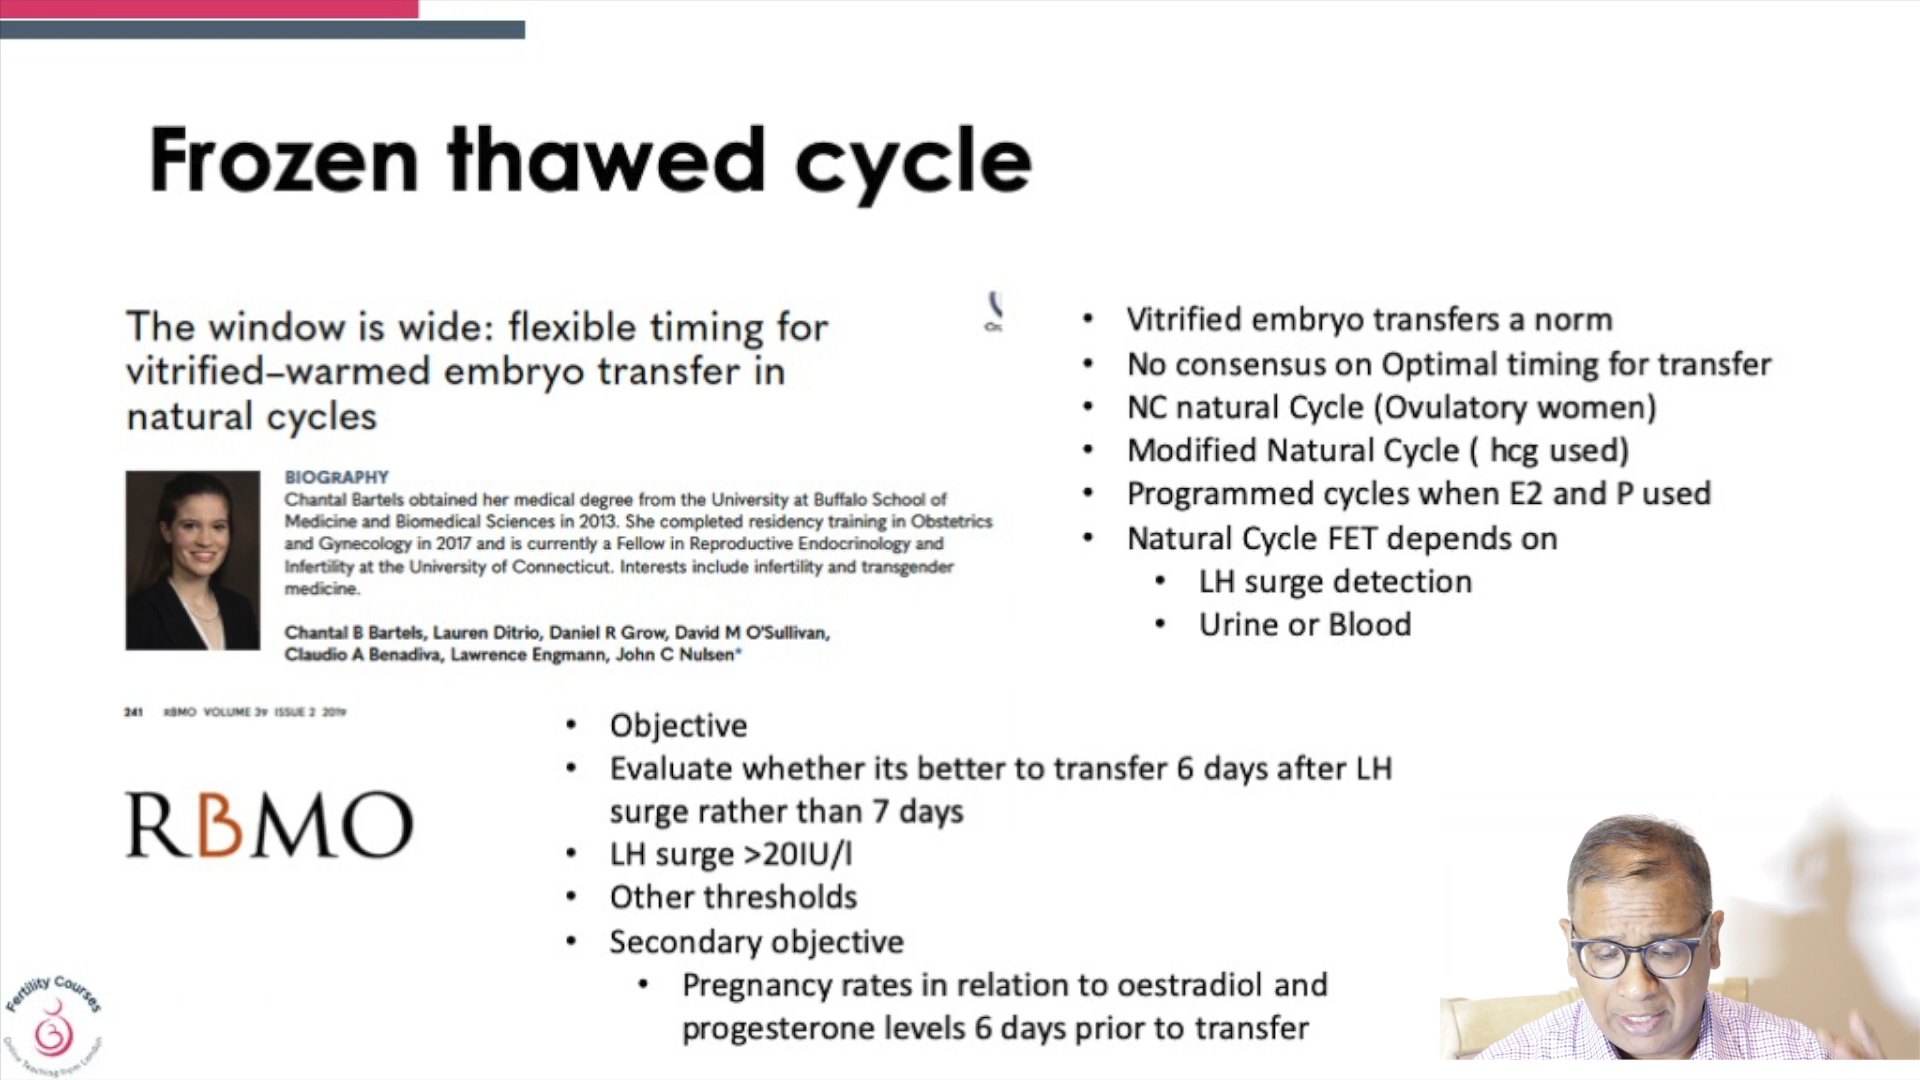 Frozen thawed cycle
The window is wide: flexible timing for
vitrified–warmed embryo transfer in
natural cycles
BIOGRAPHY
Chantal Bartels obtained her medical degree from the University at Buffalo School of
Medicine and Biomedical Sciences in 2013. She completed residency training in Obstetrics
and Gynecology in 2017 and is currently a Fellow in Reproductive Endocrinology and
Infertility at the University of Connecticut. Interests include infertility and transgender
medicine.
Chantal B Bartels, Lauren Ditrio, Daniel R Grow, David M O'Sullivan,
Claudio A Benadiva, Lawrence Engmann, John C Nulsen*
241 RBMO VOLUME 39 ISSUE 2 2019
RBMO
• Vitrified embryo transfers a norm
• No consensus on Optimal timing for transfer
• NC natural Cycle (Ovulatory women)
• Modified Natural Cycle ( hcg used)
• Programmed cycles when E2 and P used
• Natural Cycle FET depends on
• LH surge detection
• Urine or Blood
• Objective
• Evaluate whether its better to transfer 6 days after LH
surge rather than 7 days
• LH surge >20IU/l
• Other thresholds
• Secondary objective
• Pregnancy rates in relation to oestradiol and
progesterone levels 6 days prior to transfer
Fertility Courses
Online Teaching from London